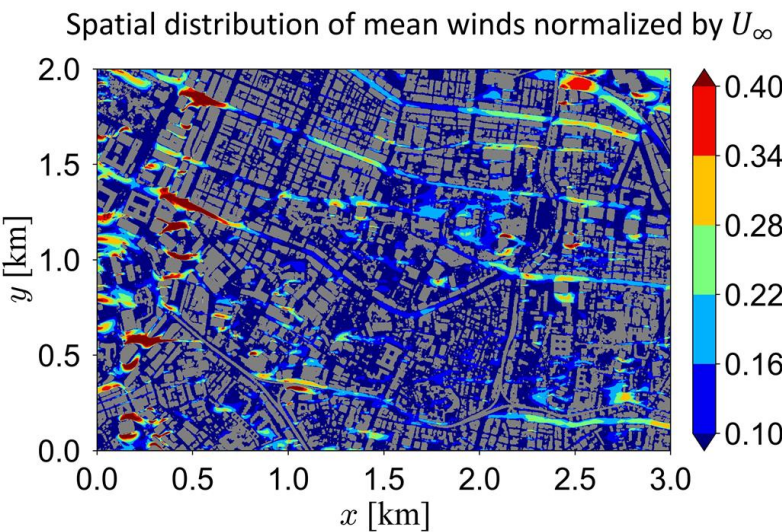 Spatial distribution of mean winds normalized by U∞
2.0
1.5
1.0
0.5
0.0
y [km]
0.0 0.5 1.0 1.5 2.0 2.5 3.0
x [km]
0.40
0.34
0.28
0.22
0.16
0.10